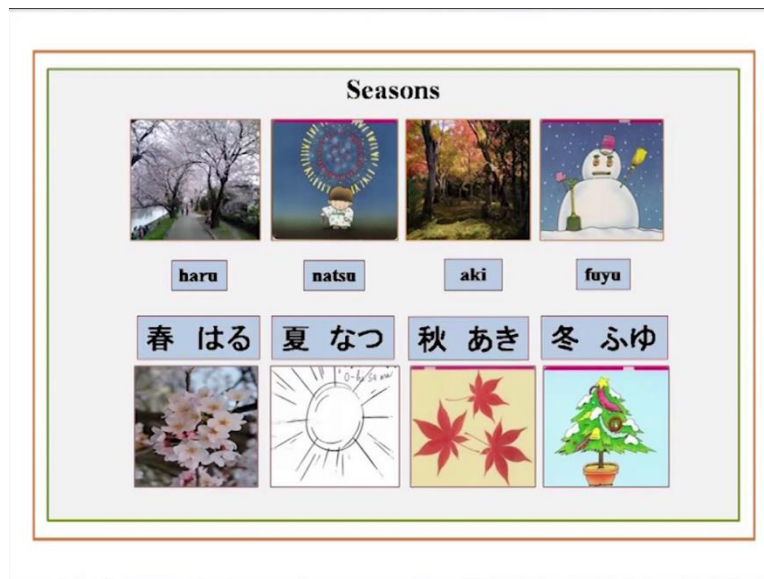 Seasons
haru natsu aki fuyu
春 はる 夏 なつ 秋 あき 冬 ふゆ